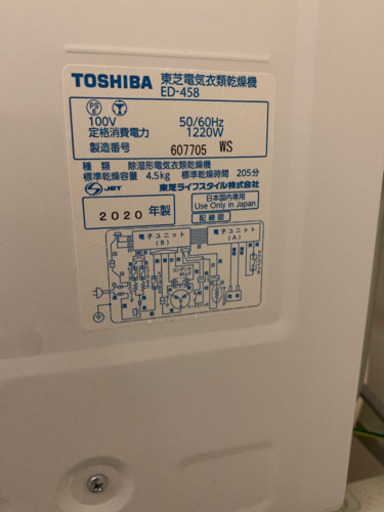 TOSHIBA 東芝電気衣類乾燥機
ED-458
PS E
100V 50/60Hz
定格消費電力 1220W
製造番号 607705 WS
種類 除湿形電気衣類乾燥機
標準乾燥容量 4.5kg 標準乾燥時間 205分
JET 東芝ライフスタイル株式会社
2020年製
日本国内専用
Use Only in Japan
配線図
電子ユニット (B)
電子ユニット (A)